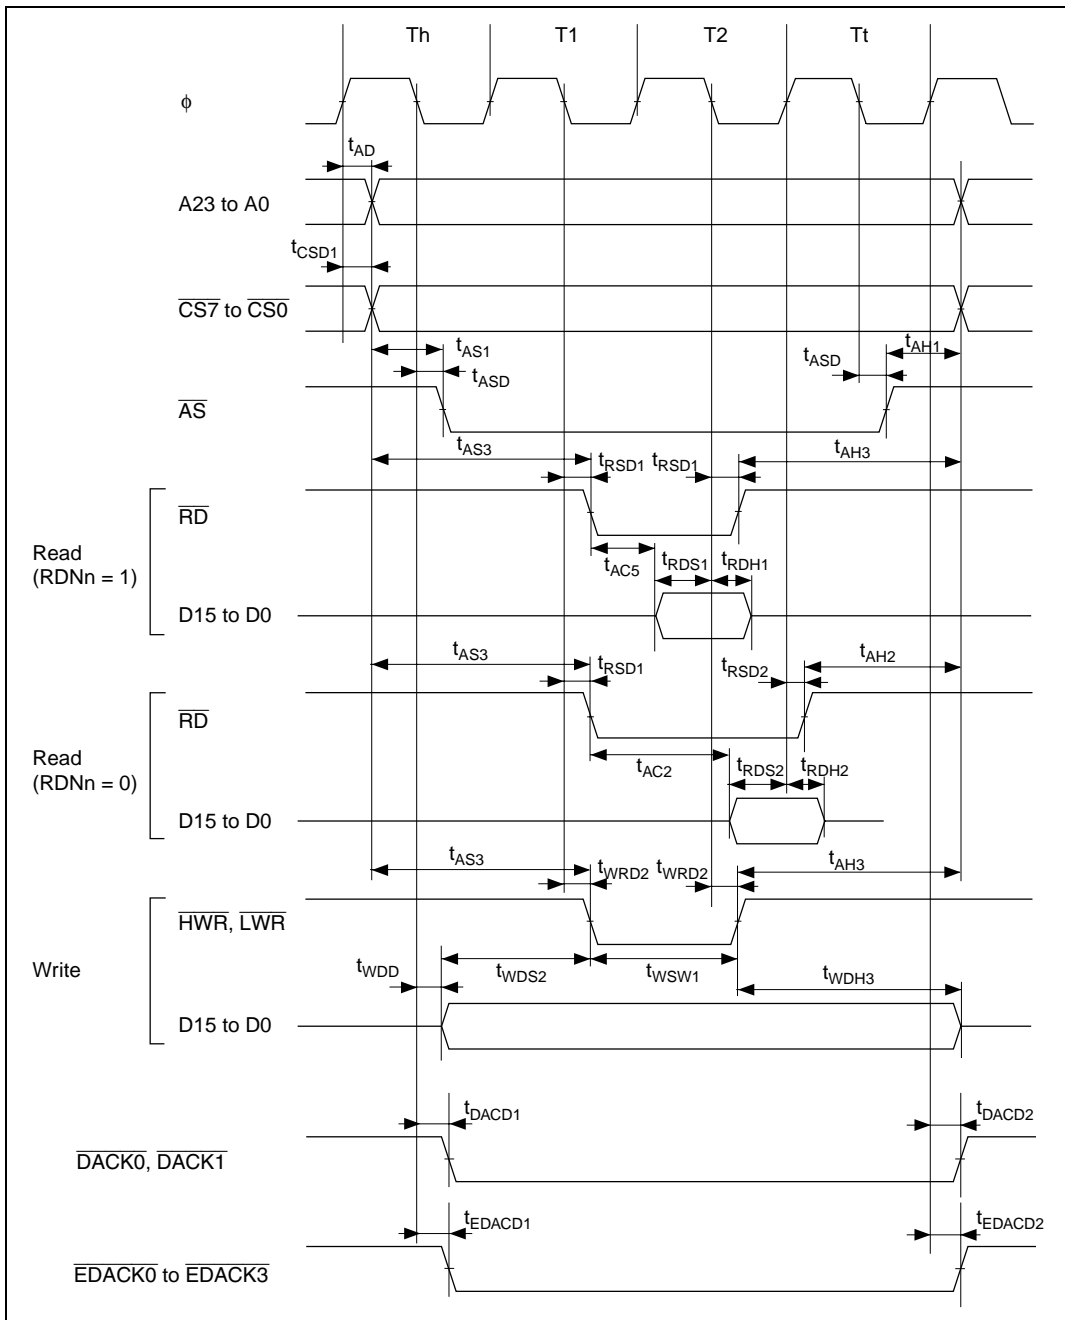 Th T1 T2 Tt
ϕ
tAD
A23 to A0
tCSD1
CS7 to CS0
tAS1 tAH1
tASD tASD
AS
tAS3 tRSD1 tRSD1 tAH3
RD
Read
(RDNn = 1)
tAC5 tRDS1 tRDH1
D15 to D0
tAS3 tRSD1 tRSD2 tAH2
RD
Read
(RDNn = 0)
tAC2 tRDS2 tRDH2
D15 to D0
tAS3 tWRD2 tWRD2 tAH3
HWR, LWR
Write
tWDD tWDS2 tWSW1 tWDH3
D15 to D0
tDACD1 tDACD2
DACK0, DACK1
tEDACD1 tEDACD2
EDACK0 to EDACK3